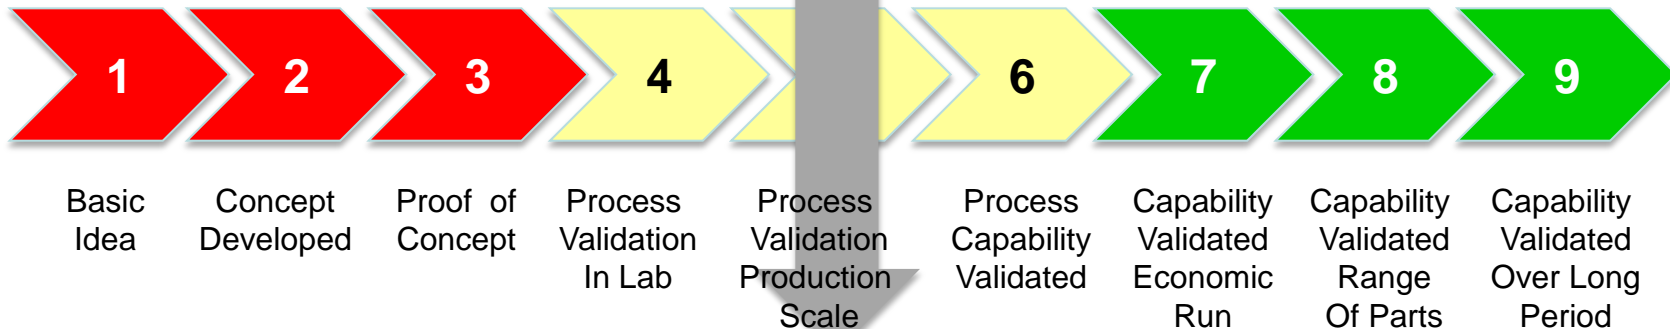 1 2 3 4 6 7 8 9
Basic
Idea
Concept
Developed
Proof of
Concept
Process
Validation
In Lab
Process
Validation
Production
Scale
Process
Capability
Validated
Capability
Validated
Economic
Run
Capability
Validated
Range
Of Parts
Capability
Validated
Over Long
Period